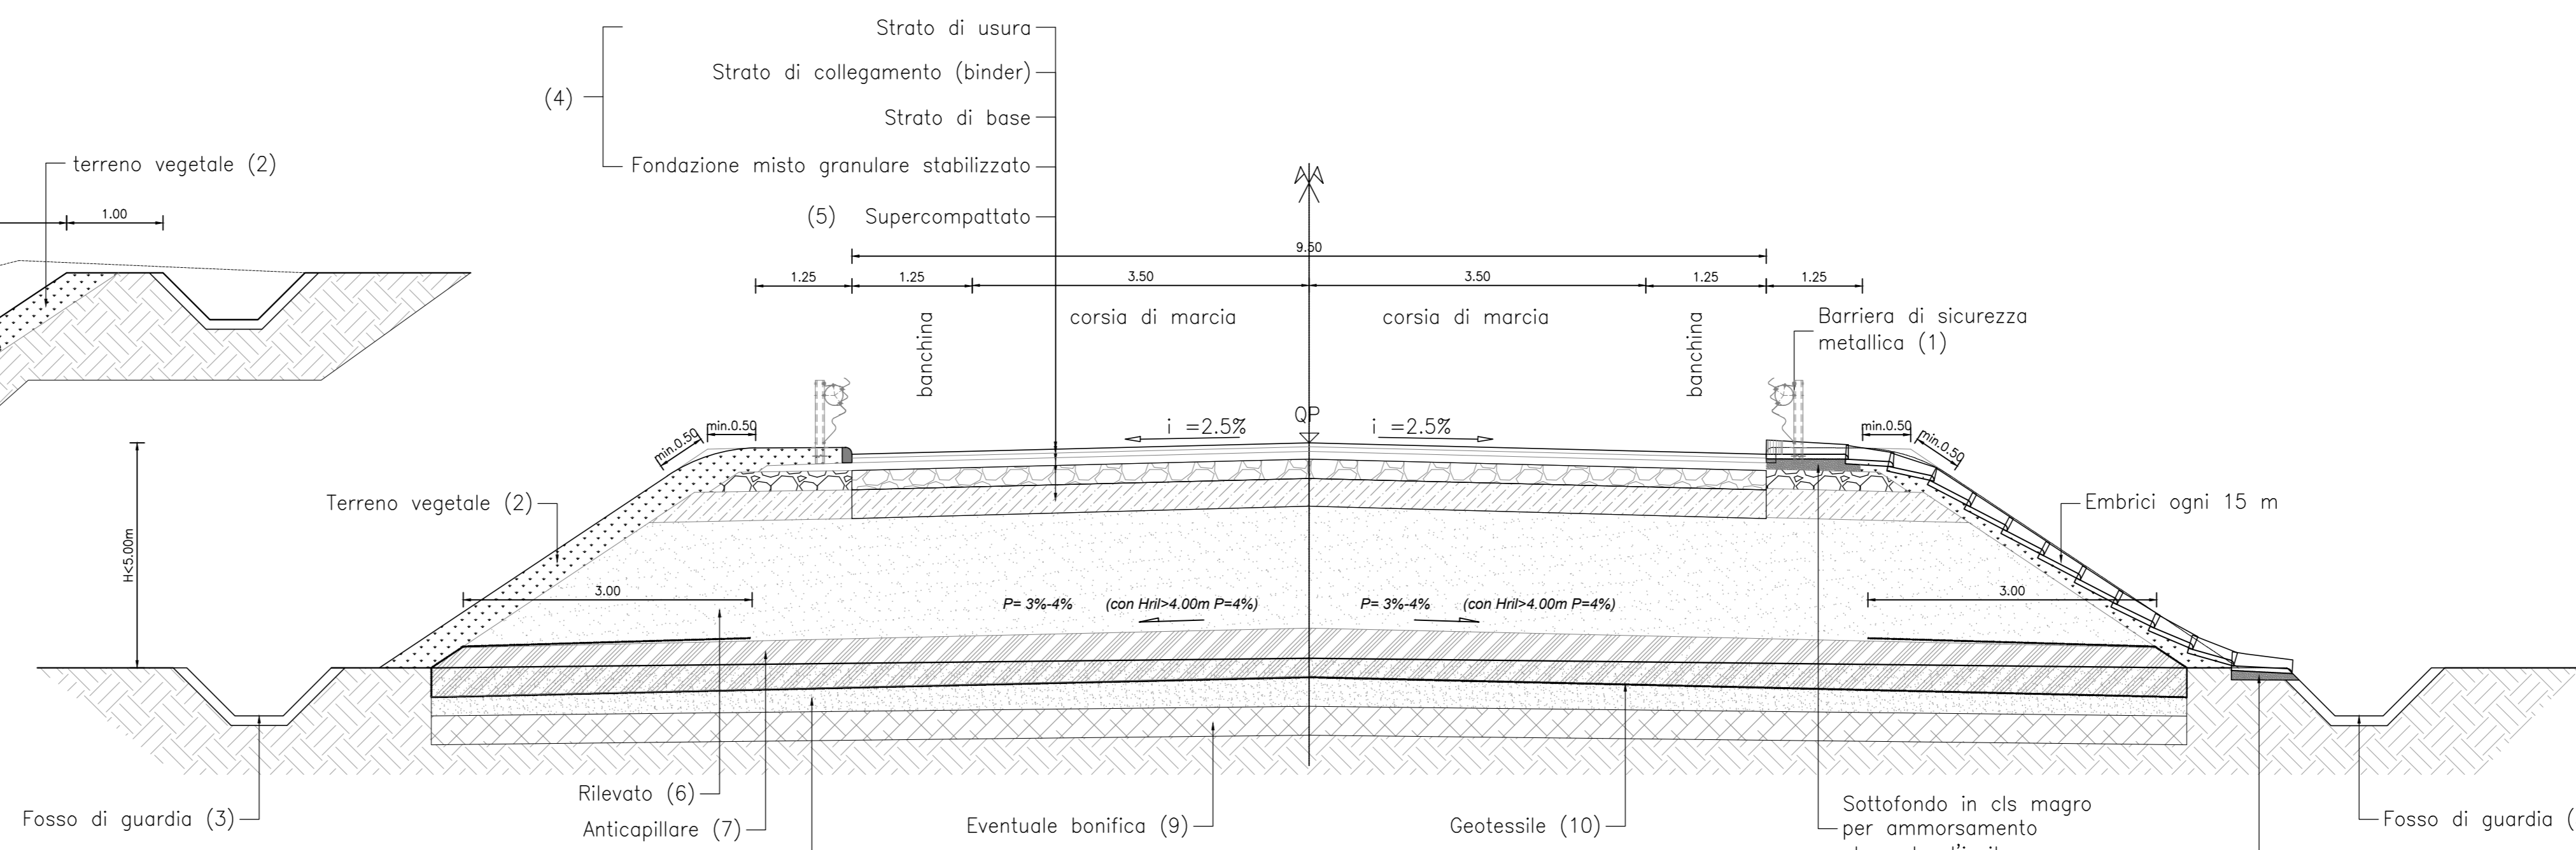 Strato di usura
Strato di collegamento (binder)
(4)
Strato di base
Fondazione misto granulare stabilizzato
(5) Supercompattato
terreno vegetale (2)
1.00
9.50
1.25
1.25
3.50
3.50
1.25
1.25
banchina
corsia di marcia
corsia di marcia
banchina
Barriera di sicurezza
metallica (1)
min.0.50
min.0.50
i =2.5%
QP
i =2.5%
min.0.50
min.0.50
Terreno vegetale (2)
Embrici ogni 15 m
H<5.00m
3.00
P= 3%-4% (con Hril>4.00m P=4%)
P= 3%-4% (con Hril>4.00m P=4%)
3.00
Fosso di guardia (3)
Rilevato (6)
Anticapillare (7)
Eventuale bonifica (9)
Geotessile (10)
Sottofondo in cls magro
per ammorsamento
Fosso di guardia (